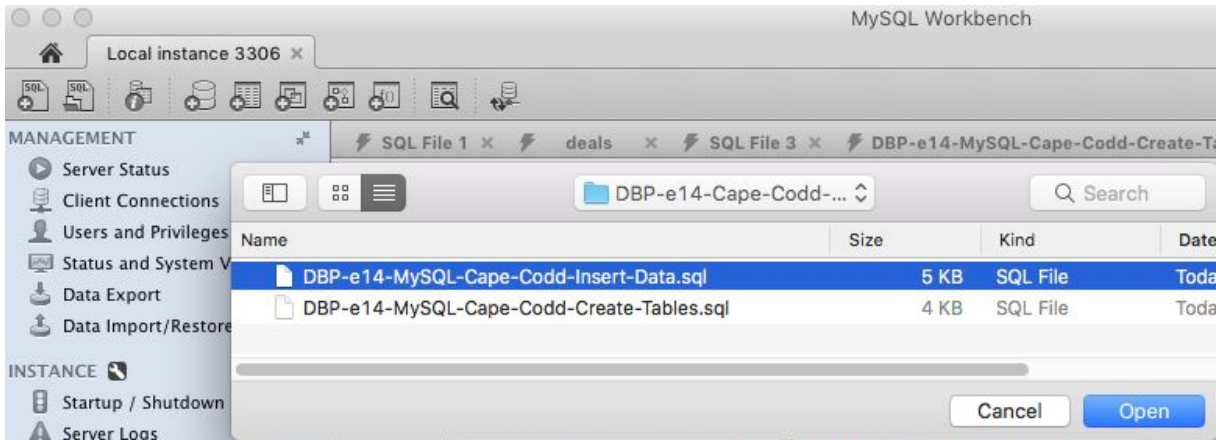 MySQL Workbench
Local instance 3306
SQL SQL
MANAGEMENT
SQL File 1 deals SQL File 3 DBP-e14-MySQL-Cape-Codd-Create-Ta
Server Status
DBP-e14-Cape-Codd-... Search
Client Connections
Users and Privileges
Name Size Kind Date
Status and System V
DBP-e14-MySQL-Cape-Codd-Insert-Data.sql 5 KB SQL File Toda
Data Export
DBP-e14-MySQL-Cape-Codd-Create-Tables.sql 4 KB SQL File Toda
Data Import/Restore
INSTANCE
Startup / Shutdown
Cancel Open
Server Logs